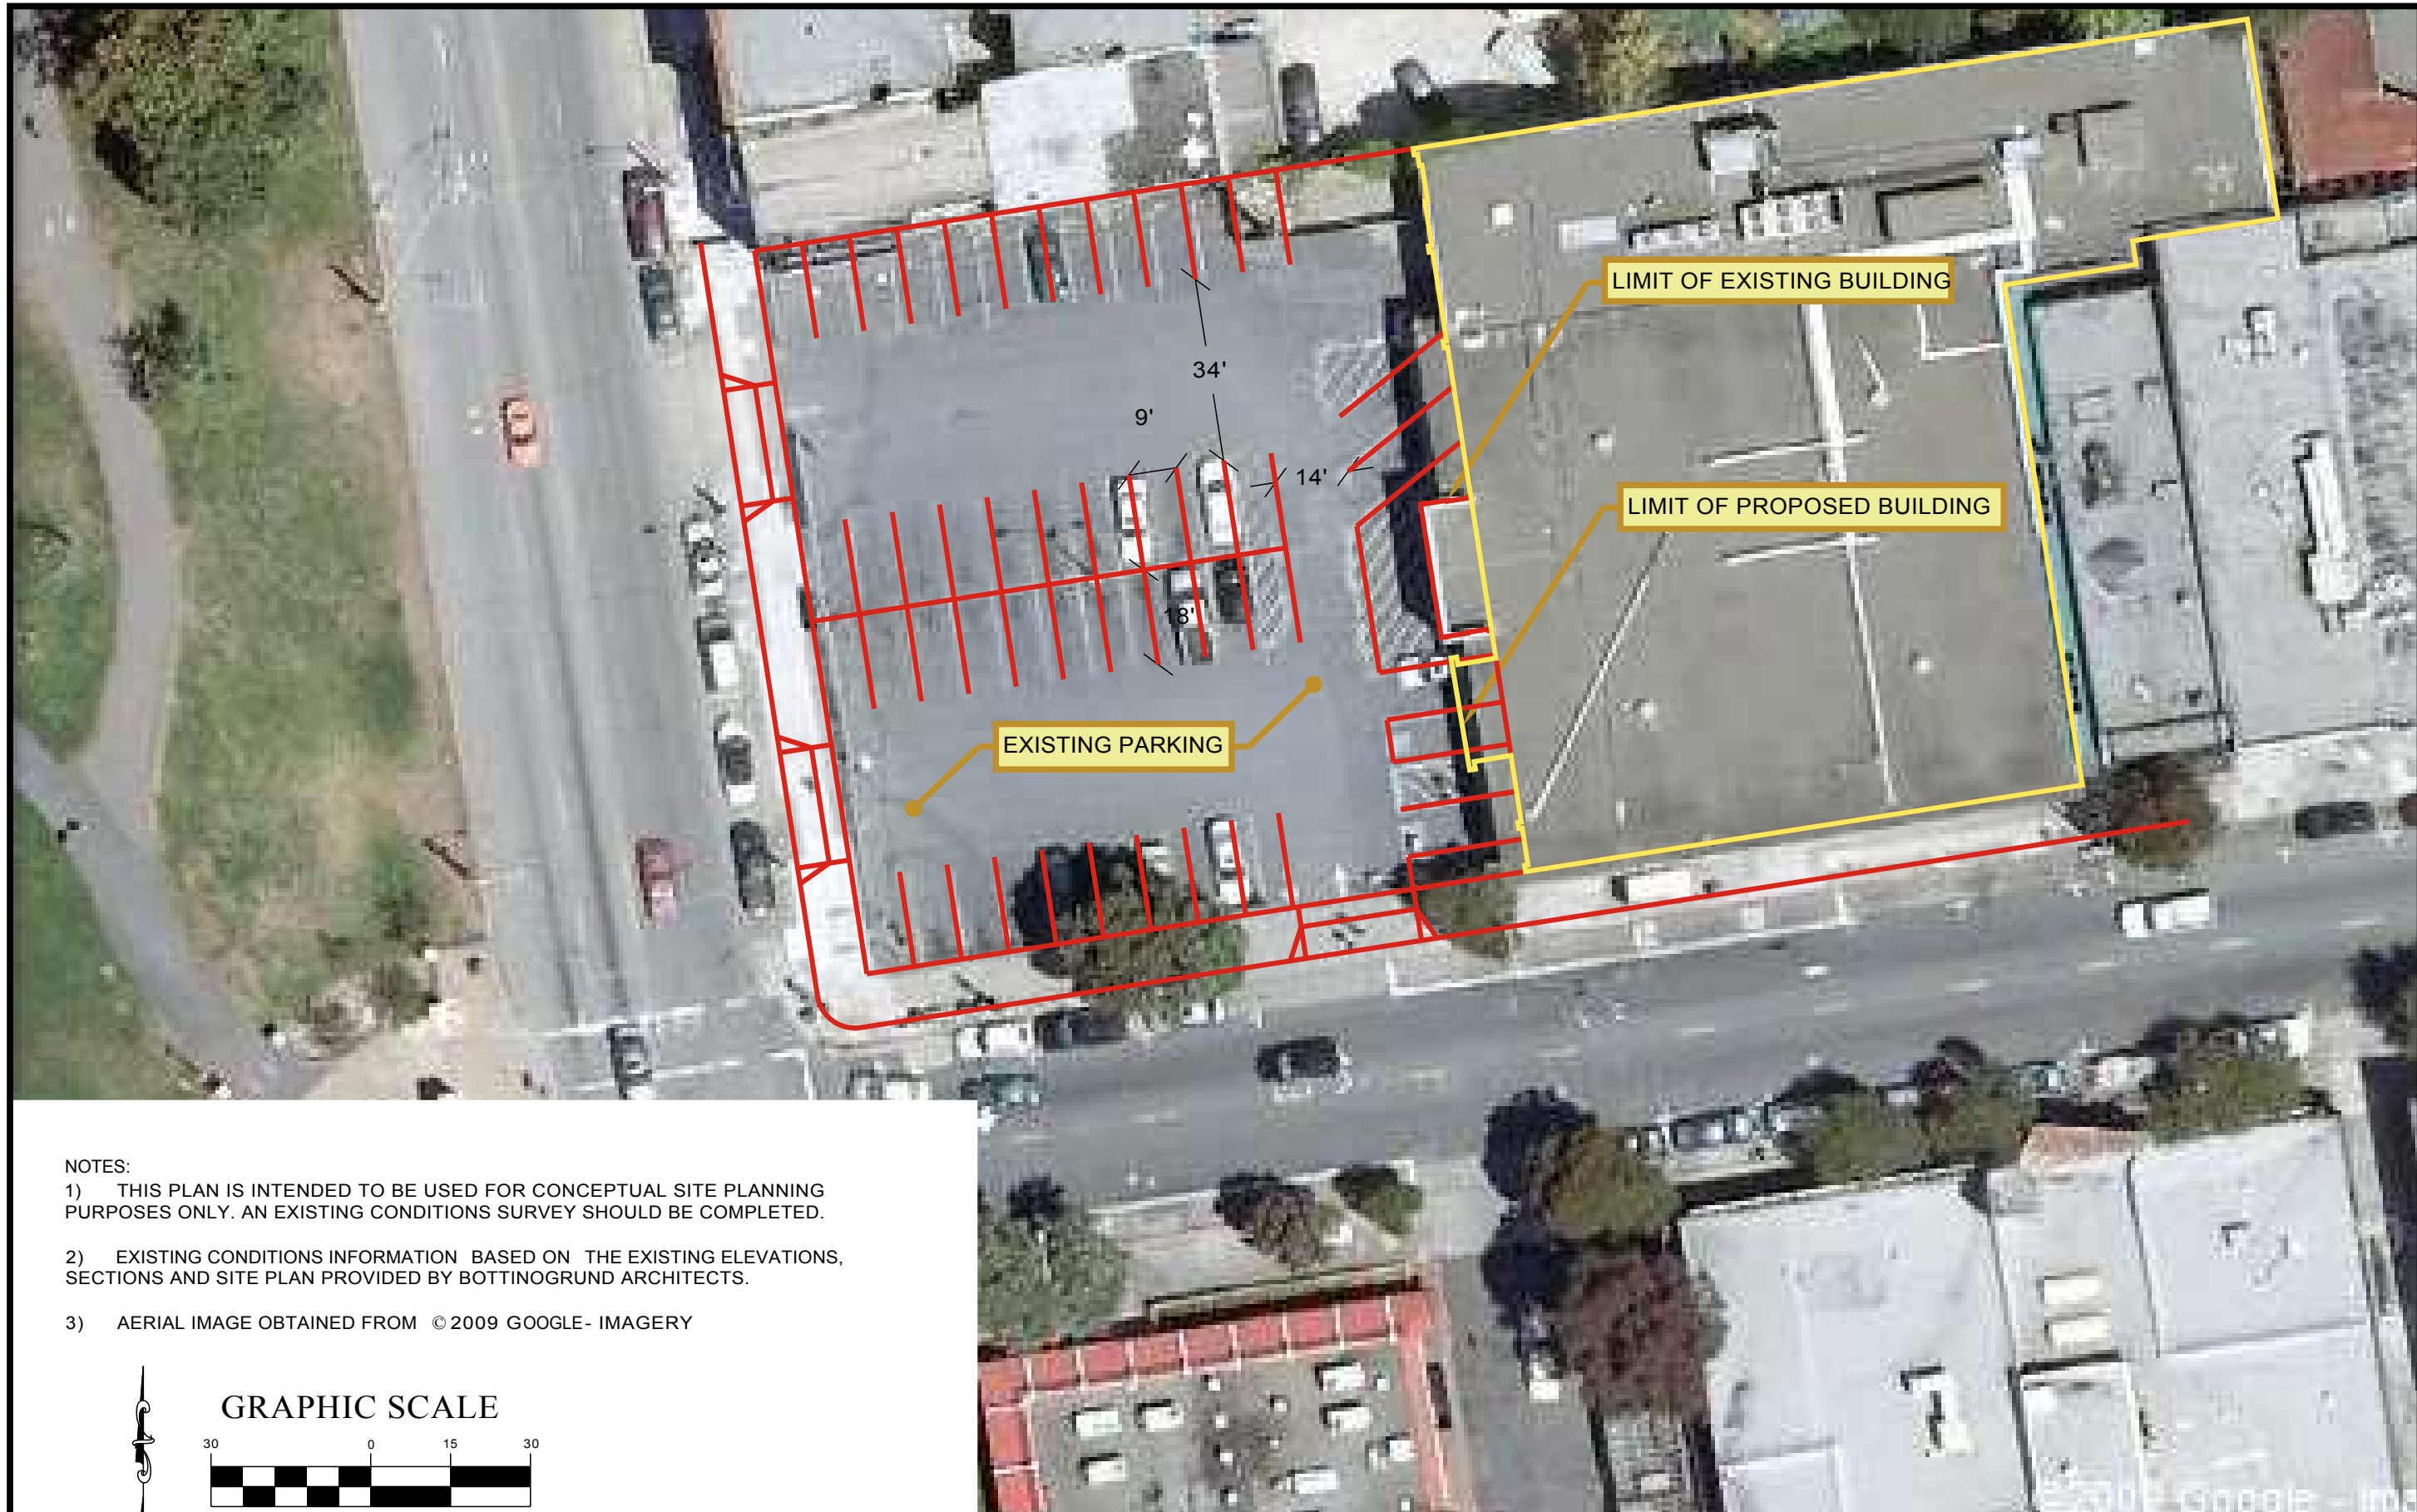 LIMIT OF EXISTING BUILDING
34'
9'
14'
LIMIT OF PROPOSED BUILDING
18'
EXISTING PARKING
NOTES:
1) THIS PLAN IS INTENDED TO BE USED FOR CONCEPTUAL SITE PLANNING
PURPOSES ONLY. AN EXISTING CONDITIONS SURVEY SHOULD BE COMPLETED.
2) EXISTING CONDITIONS INFORMATION BASED ON THE EXISTING ELEVATIONS,
SECTIONS AND SITE PLAN PROVIDED BY BOTTINOGRUND ARCHITECTS.
3) AERIAL IMAGE OBTAINED FROM © 2009 GOOGLE- IMAGERY
GRAPHIC SCALE
30 0 15 30